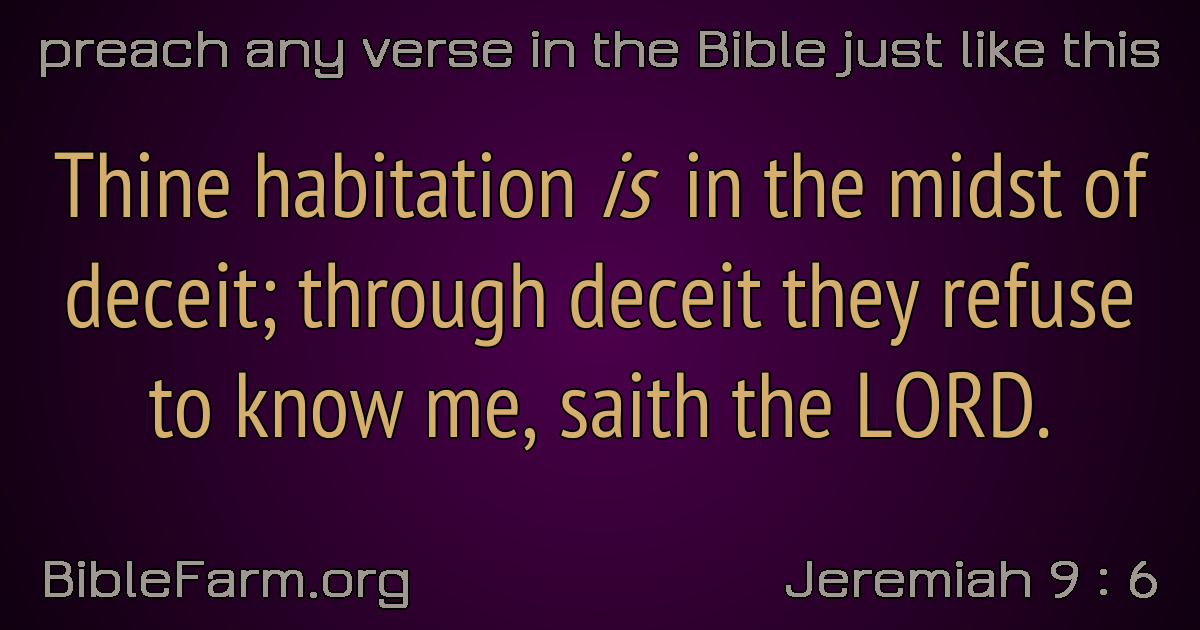 preach any verse in the Bible just like this
Thine habitation is in the midst of
deceit; through deceit they refuse
to know me, saith the LORD.
BibleFarm.org
Jeremiah 9 : 6